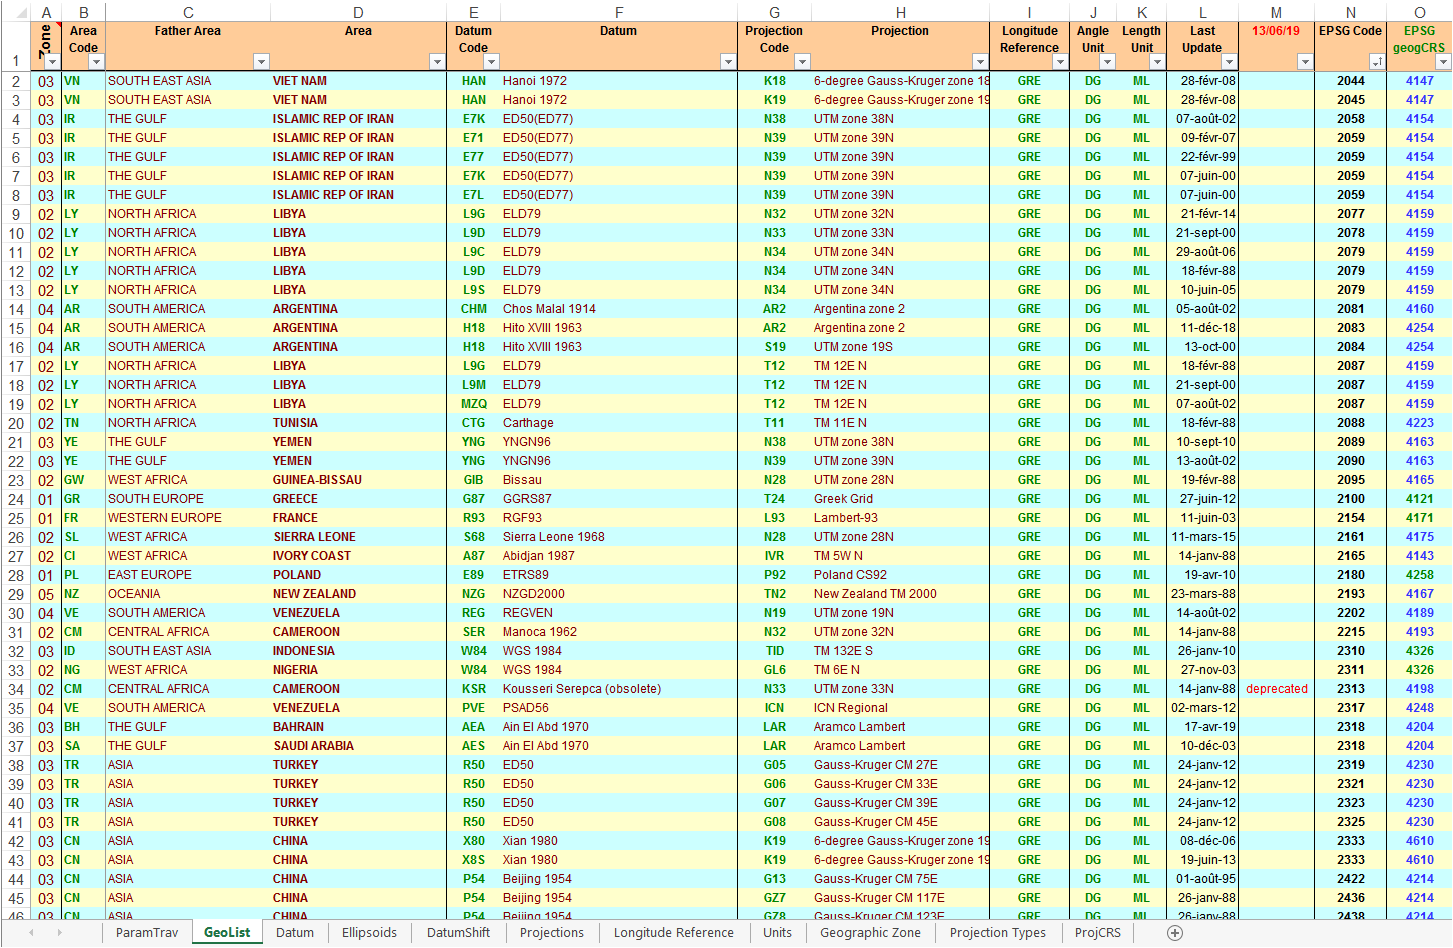 A B C D E F G H I J K L M N O
1 Zone Area Code Father Area Area Datum Code Datum Projection Code Projection Longitude Reference Angle Unit Length Unit Last Update 13/06/19 EPSG Code EPSG geogCRS
2 03 VN SOUTH EAST ASIA VIET NAM HAN Hanoi 1972 K18 6-degree Gauss-Kruger zone 18 GRE DG ML 28-févr-08 2044 4147
3 03 VN SOUTH EAST ASIA VIET NAM HAN Hanoi 1972 K19 6-degree Gauss-Kruger zone 19 GRE DG ML 28-févr-08 2045 4147
4 03 IR THE GULF ISLAMIC REP OF IRAN E7K ED50(ED77) N38 UTM zone 38N GRE DG ML 07-août-02 2058 4154
5 03 IR THE GULF ISLAMIC REP OF IRAN E71 ED50(ED77) N39 UTM zone 39N GRE DG ML 09-févr-07 2059 4154
6 03 IR THE GULF ISLAMIC REP OF IRAN E77 ED50(ED77) N39 UTM zone 39N GRE DG ML 22-févr-99 2059 4154
7 03 IR THE GULF ISLAMIC REP OF IRAN E7K ED50(ED77) N39 UTM zone 39N GRE DG ML 07-juin-00 2059 4154
8 03 IR THE GULF ISLAMIC REP OF IRAN E7L ED50(ED77) N39 UTM zone 39N GRE DG ML 07-juin-00 2059 4154
9 02 LY NORTH AFRICA LIBYA L9G ELD79 N32 UTM zone 32N GRE DG ML 21-févr-14 2077 4159
10 02 LY NORTH AFRICA LIBYA L9D ELD79 N33 UTM zone 33N GRE DG ML 21-sept-00 2078 4159
11 02 LY NORTH AFRICA LIBYA L9C ELD79 N34 UTM zone 34N GRE DG ML 29-août-06 2079 4159
12 02 LY NORTH AFRICA LIBYA L9D ELD79 N34 UTM zone 34N GRE DG ML 18-févr-88 2079 4159
13 02 LY NORTH AFRICA LIBYA L9S ELD79 N34 UTM zone 34N GRE DG ML 10-juin-05 2079 4159
14 04 AR SOUTH AMERICA ARGENTINA CHM Chos Malal 1914 AR2 Argentina zone 2 GRE DG ML 05-août-02 2081 4160
15 04 AR SOUTH AMERICA ARGENTINA H18 Hito XVIII 1963 AR2 Argentina zone 2 GRE DG ML 11-déc-18 2083 4254
16 04 AR SOUTH AMERICA ARGENTINA H18 Hito XVIII 1963 S19 UTM zone 19S GRE DG ML 13-oct-00 2084 4254
17 02 LY NORTH AFRICA LIBYA L9G ELD79 T12 TM 12E N GRE DG ML 18-févr-88 2087 4159
18 02 LY NORTH AFRICA LIBYA L9M ELD79 T12 TM 12E N GRE DG ML 21-sept-00 2087 4159
19 02 LY NORTH AFRICA LIBYA MZQ ELD79 T12 TM 12E N GRE DG ML 07-août-02 2087 4159
20 02 TN NORTH AFRICA TUNISIA CTG Carthage T11 TM 11E N GRE DG ML 18-févr-88 2088 4223
21 03 YE THE GULF YEMEN YNG YNGN96 N38 UTM zone 38N GRE DG ML 10-sept-10 2089 4163
22 03 YE THE GULF YEMEN YNG YNGN96 N39 UTM zone 39N GRE DG ML 13-août-02 2090 4163
23 02 GW WEST AFRICA GUINEA-BISSAU GIB Bissau N28 UTM zone 28N GRE DG ML 19-févr-88 2095 4165
24 01 GR SOUTH EUROPE GREECE G87 GGRS87 T24 Greek Grid GRE DG ML 27-juin-12 2100 4121
25 01 FR WESTERN EUROPE FRANCE R93 RGF93 L93 Lambert-93 GRE DG ML 11-juin-03 2154 4171
26 02 SL WEST AFRICA SIERRA LEONE S68 Sierra Leone 1968 N28 UTM zone 28N GRE DG ML 11-mars-15 2161 4175
27 02 CI WEST AFRICA IVORY COAST A87 Abidjan 1987 IVR TM 5W N GRE DG ML 14-janv-88 2165 4143
28 01 PL EAST EUROPE POLAND E89 ETRS89 P92 Poland CS92 GRE DG ML 19-avr-10 2180 4258
29 05 NZ OCEANIA NEW ZEALAND NZG NZGD2000 TN2 New Zealand TM 2000 GRE DG ML 23-mars-88 2193 4167
30 04 VE SOUTH AMERICA VENEZUELA REG REGVEN N19 UTM zone 19N GRE DG ML 14-août-02 2202 4189
31 02 CM CENTRAL AFRICA CAMEROON SER Manoca 1962 N32 UTM zone 32N GRE DG ML 14-janv-88 2215 4193
32 03 ID SOUTH EAST ASIA INDONESIA W84 WGS 1984 TID TM 132E S GRE DG ML 26-janv-10 2310 4326
33 02 NG WEST AFRICA NIGERIA W84 WGS 1984 GL6 TM 6E N GRE DG ML 27-nov-03 2311 4326
34 02 CM CENTRAL AFRICA CAMEROON KSR Kousseri Serepca (obsolete) N33 UTM zone 33N GRE DG ML 14-janv-88 deprecated 2313 4198
35 04 VE SOUTH AMERICA VENEZUELA PVE PSAD56 ICN ICN Regional GRE DG ML 02-mars-12 2317 4248
36 03 BH THE GULF BAHRAIN AEA Ain El Abd 1970 LAR Aramco Lambert GRE DG ML 17-avr-19 2318 4204
37 03 SA THE GULF SAUDI ARABIA AES Ain El Abd 1970 LAR Aramco Lambert GRE DG ML 10-déc-03 2318 4204
38 03 TR ASIA TURKEY R50 ED50 G05 Gauss-Kruger CM 27E GRE DG ML 24-janv-12 2319 4230
39 03 TR ASIA TURKEY R50 ED50 G06 Gauss-Kruger CM 33E GRE DG ML 24-janv-12 2321 4230
40 03 TR ASIA TURKEY R50 ED50 G07 Gauss-Kruger CM 39E GRE DG ML 24-janv-12 2323 4230
41 03 TR ASIA TURKEY R50 ED50 G08 Gauss-Kruger CM 45E GRE DG ML 24-janv-12 2325 4230
42 03 CN ASIA CHINA X80 Xian 1980 K19 6-degree Gauss-Kruger zone 19 GRE DG ML 08-déc-06 2333 4610
43 03 CN ASIA CHINA X8S Xian 1980 K19 6-degree Gauss-Kruger zone 19 GRE DG ML 19-juin-13 2333 4610
44 03 CN ASIA CHINA P54 Beijing 1954 G13 Gauss-Kruger CM 75E GRE DG ML 01-août-95 2422 4214
45 03 CN ASIA CHINA P54 Beijing 1954 GZ7 Gauss-Kruger CM 117E GRE DG ML 26-janv-88 2436 4214
46 03 CN ASIA CHINA P54 Beijing 1954 GZ8 Gauss-Kruger CM 123E GRE DG ML 26-janv-88 2438 4214
ParamTrav GeoList Datum Ellipsoids DatumShift Projections Longitude Reference Units Geographic Zone Projection Types ProjCRS